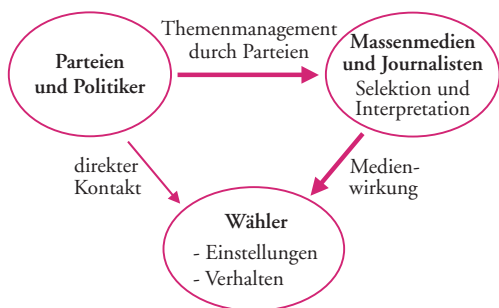 Themenmanagement
durch Parteien
Parteien
und Politiker
Massenmedien
und Journalisten
Selektion und
Interpretation
direkter
Kontakt
Medien-
wirkung
Wähler
- Einstellungen
- Verhalten